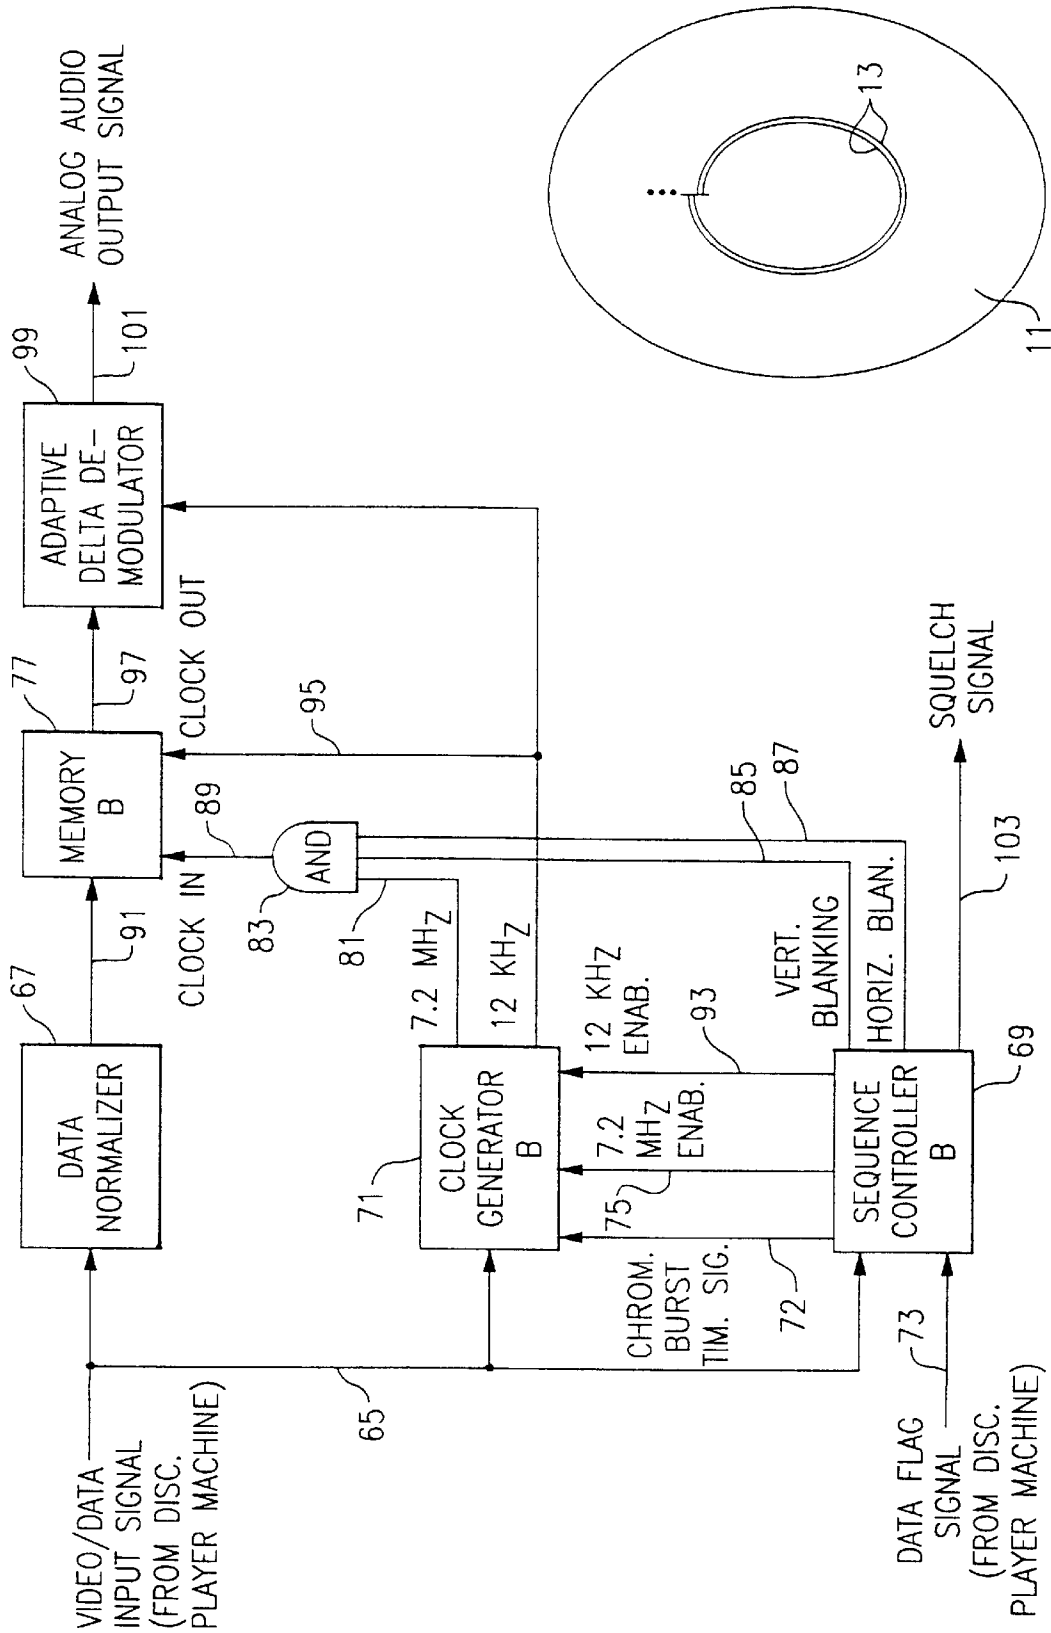 VIDEO/DATA
INPUT SIGNAL
(FROM DISC.
PLAYER MACHINE)
65
67
DATA
NORMALIZER
91
77
MEMORY
B
97
99
ADAPTIVE
DELTA DE-
MODULATOR
101
ANALOG AUDIO
OUTPUT SIGNAL
CLOCK IN
89
CLOCK OUT
95
83
AND
81
7.2 MHZ
12 KHZ
71
CLOCK
GENERATOR
B
CHROM.
BURST
TIM. SIG.
72
75
7.2
MHZ
ENAB.
12 KHZ
ENAB.
93
VERT.
BLANKING
HORIZ. BLAN.
85
87
DATA FLAG
SIGNAL
(FROM DISC.
PLAYER MACHINE)
73
SEQUENCE
CONTROLLER
B
69
103
SQUELCH
SIGNAL
11
13